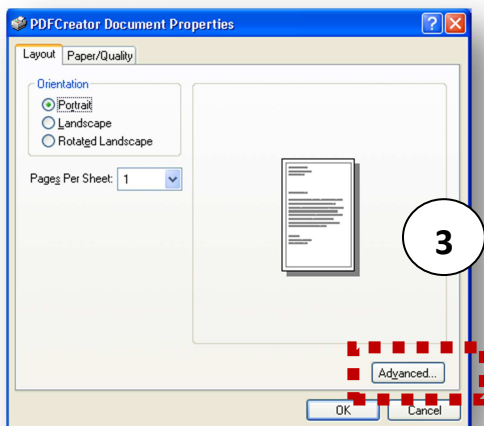 PDFCreator Document Properties
Layout
Paper/Quality
Orientation
Portrait
Landscape
Rotated Landscape
Pages Per Sheet: 1
3
Advanced...
OK
Cancel